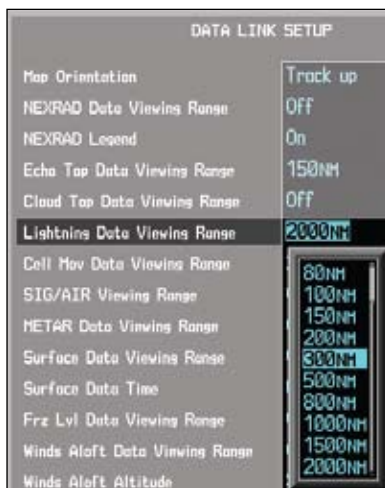 DATA LINK SETUP
Map Orientation Track up
NEXRAD Data Viewing Range Off
NEXRAD Legend On
Echo Top Data Viewing Range 150NM
Cloud Top Data Viewing Range Off
Lightning Data Viewing Range 2000NM
Cell Mov Data Viewing Range
SIG/AIR Viewing Range
METAR Data Viewing Range
Surface Data Viewing Range
Surface Data Time
Frz Lvl Data Viewing Range
Winds Aloft Data Viewing Range
Winds Aloft Altitude
80NM
100NM
150NM
200NM
300NM
500NM
800NM
1000NM
1500NM
2000NM